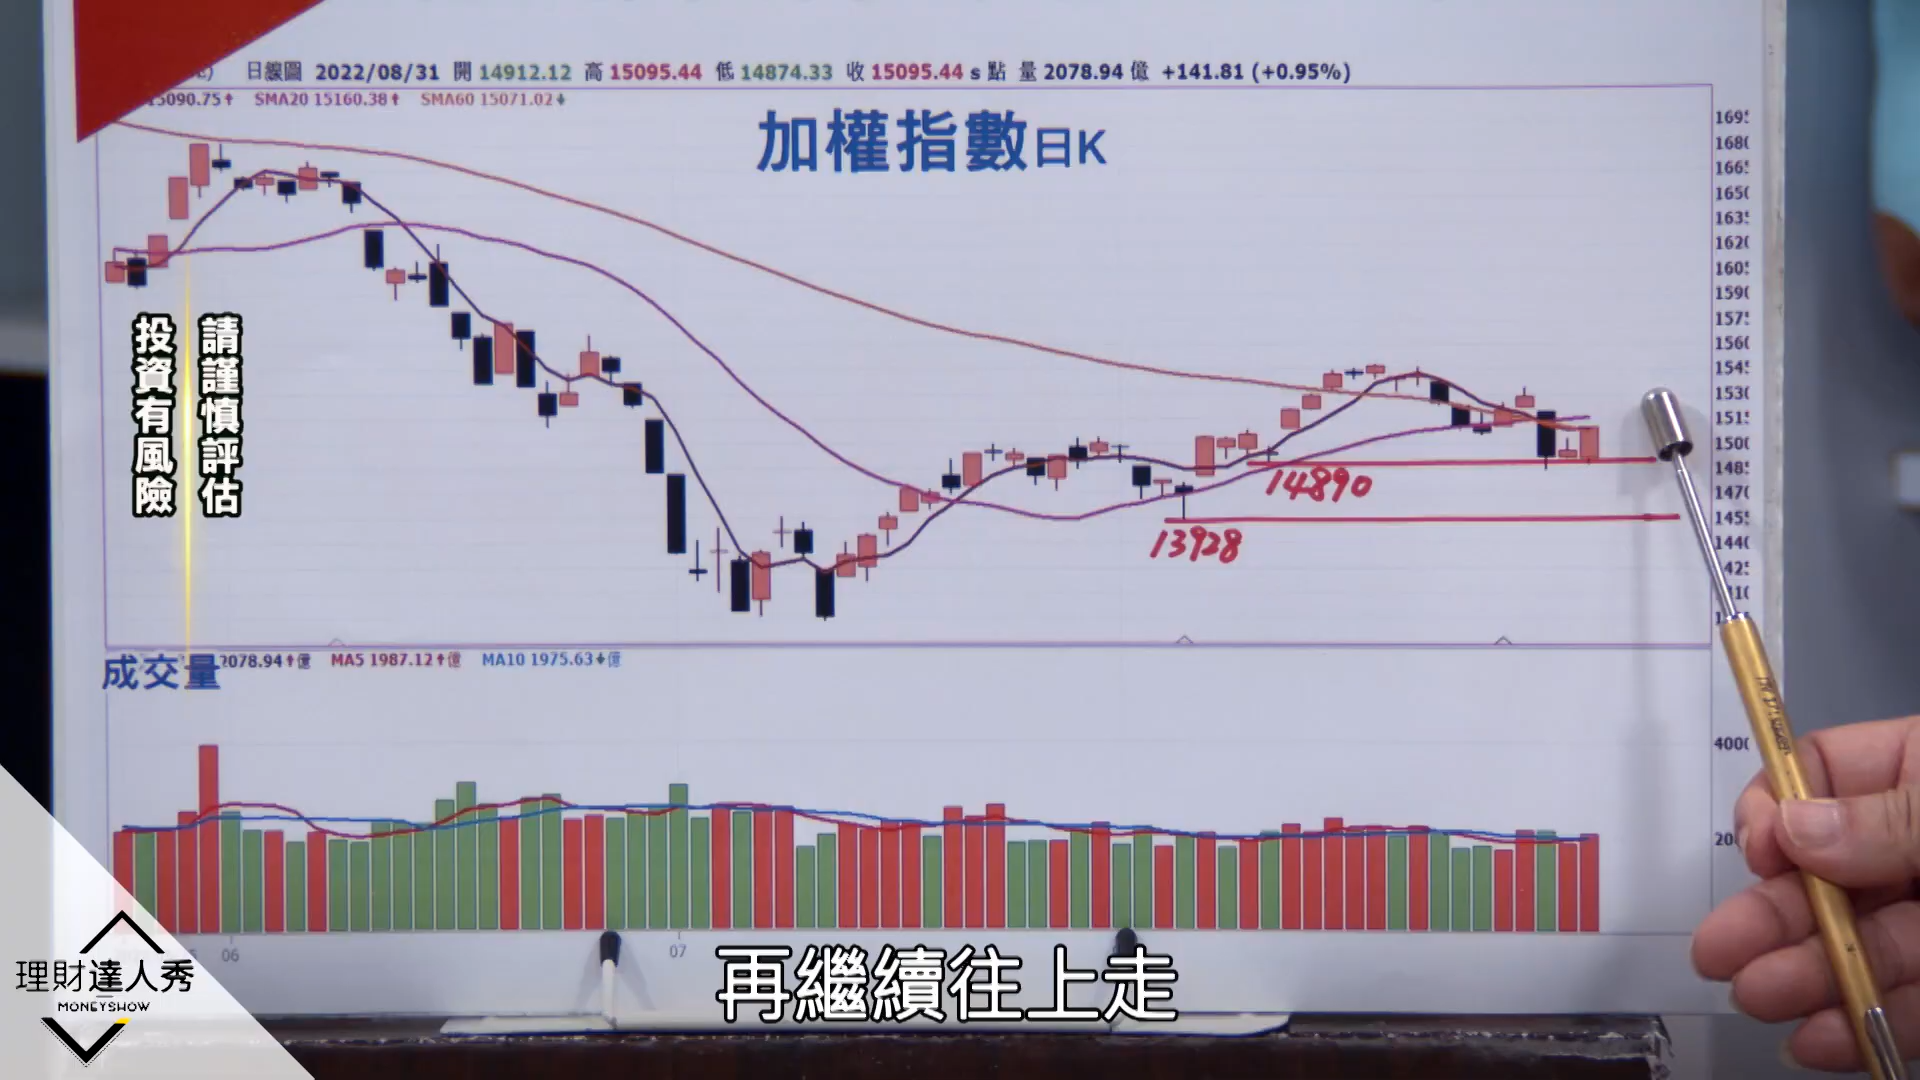 日線圖 2022/08/31 開 14912.12 高 15095.44 低 14874.33 收 15095.44 s 點 量 2078.94 億 +141.81 (+0.95%)
15090.75↑ SMA20 15160.38↑ SMA60 15071.02↓
加權指數日K
請謹慎評估
投資有風險
14890
13928
成交量 2078.94↑億 MA5 1987.12↑億 MA10 1975.63↓億
06
07
理財達人秀
MONEYSHOW
再繼續往上走